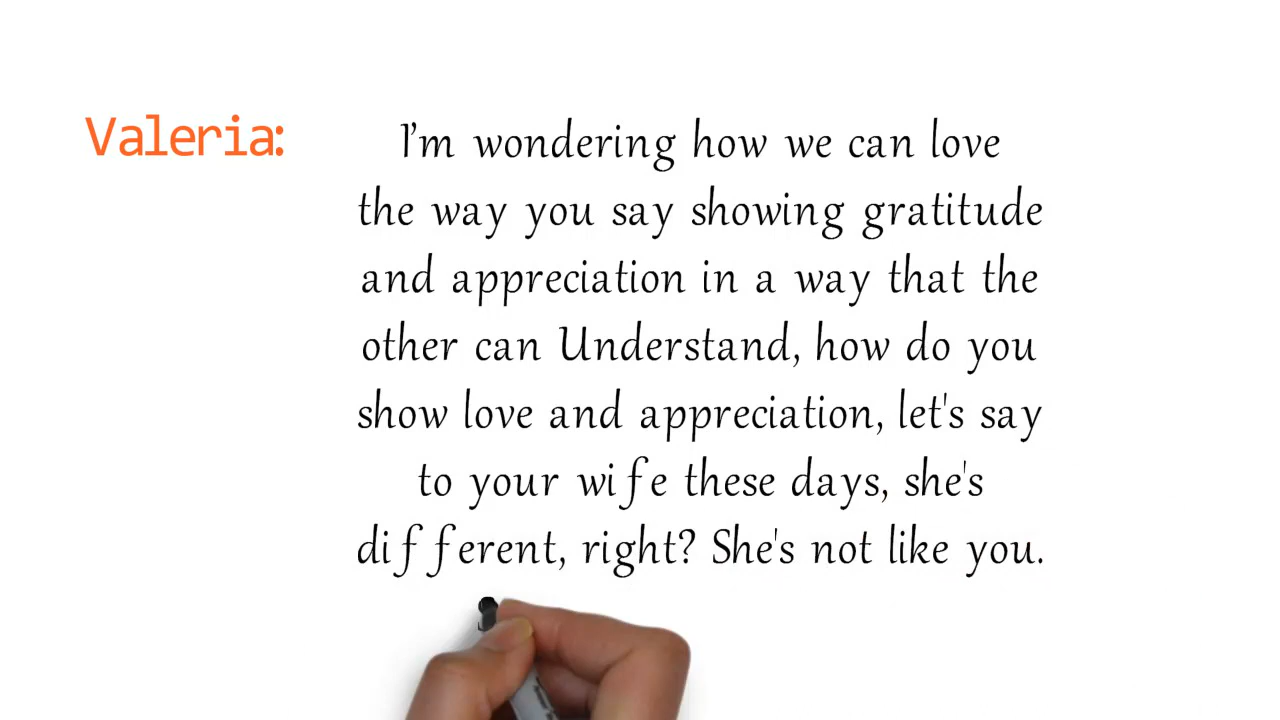 Valeria:
I'm wondering how we can love
the way you say showing gratitude
and appreciation in a way that the
other can Understand, how do you
show love and appreciation, let's say
to your wife these days, she's
different, right? She's not like you.